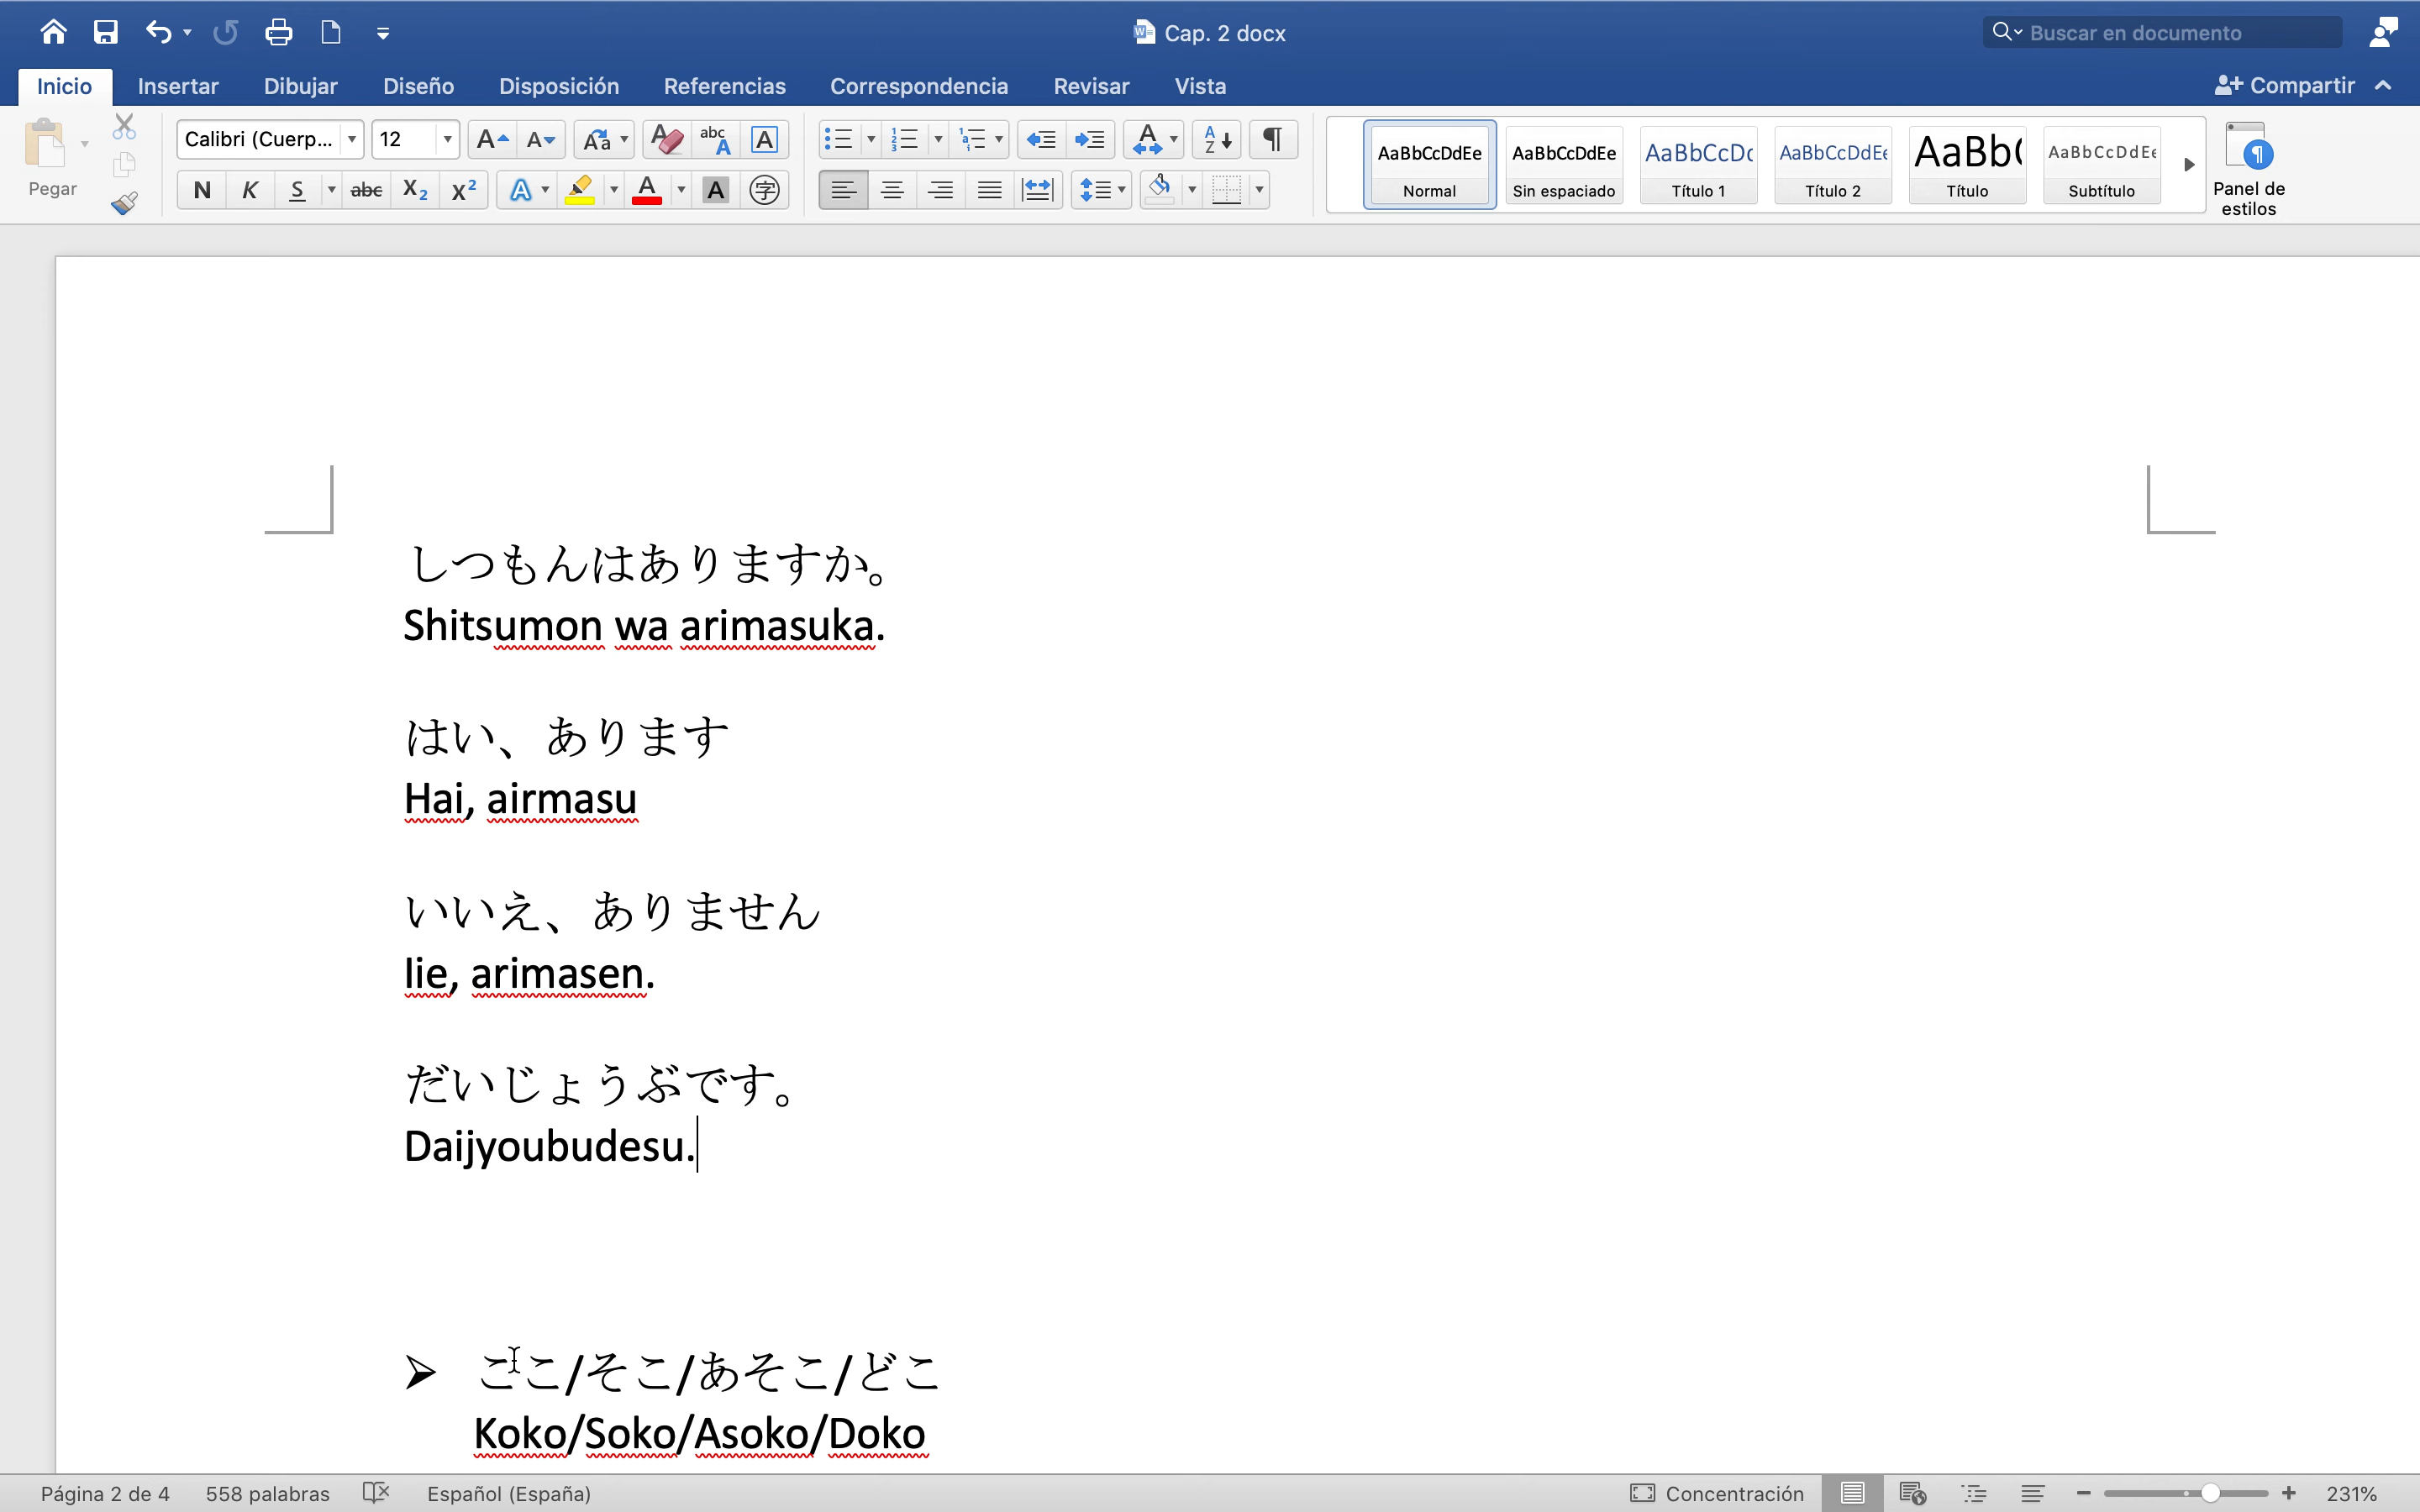 Cap. 2 docx
Buscar en documento
Inicio Insertar Dibujar Diseño Disposición Referencias Correspondencia Revisar Vista Compartir
Pegar
Calibri (Cuerp... 12
N K S abc X2 X2
AaBbCcDdEe AaBbCcDdEe AaBbCcDc AaBbCcDdEe AaBb( AaBbCcDdEe
Normal Sin espaciado Título 1 Título 2 Título Subtítulo
Panel de
estilos
しつもんはありますか。
Shitsumon wa arimasuka.
はい、あります
Hai, airmasu
いいえ、ありません
Iie, arimasen.
だいじょうぶです。
Daijyoubudesu.
➢ ここ/そこ/あそこ/どこ
Koko/Soko/Asoko/Doko
Página 2 de 4 558 palabras Español (España) Concentración 231%